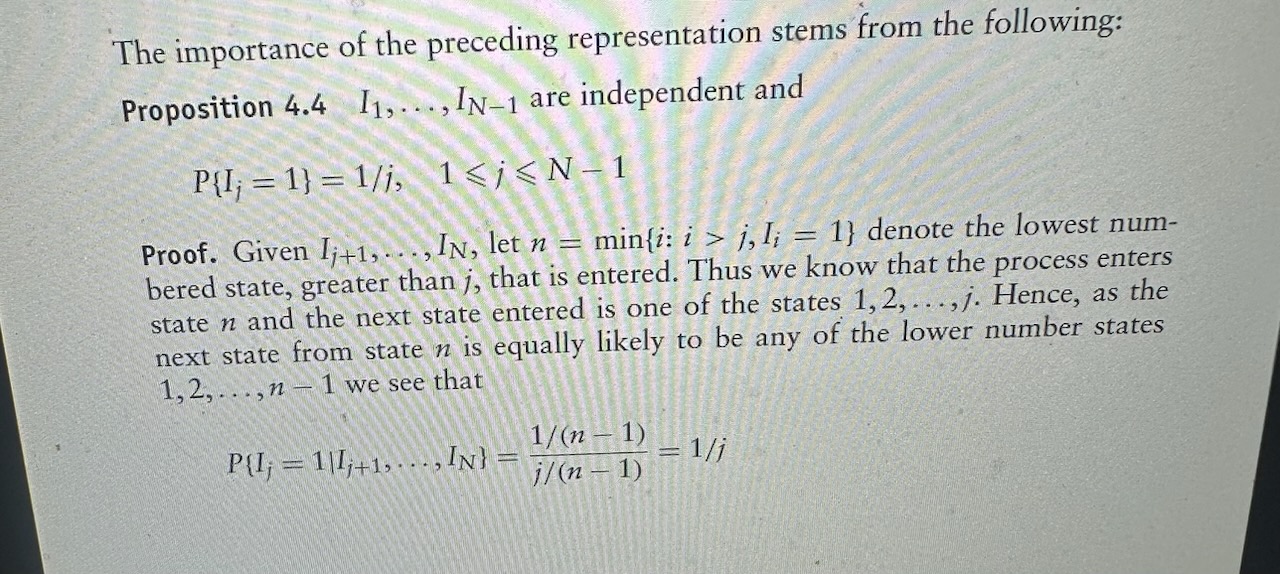 The importance of the preceding representation stems from the following:
Proposition 4.4 I₁, . . . , I_{N−1} are independent and
P{I_j = 1} = 1/j, 1 ⩽ j ⩽ N − 1
Proof. Given I_{j+1}, . . . , I_N, let n = min{i: i > j, I_i = 1} denote the lowest num-
bered state, greater than j, that is entered. Thus we know that the process enters
state n and the next state entered is one of the states 1, 2, . . . , j. Hence, as the
next state from state n is equally likely to be any of the lower number states
1, 2, . . . , n − 1 we see that
P{I_j = 1|I_{j+1}, . . . , I_N} = \frac{1/(n − 1)}{j/(n − 1)} = 1/j